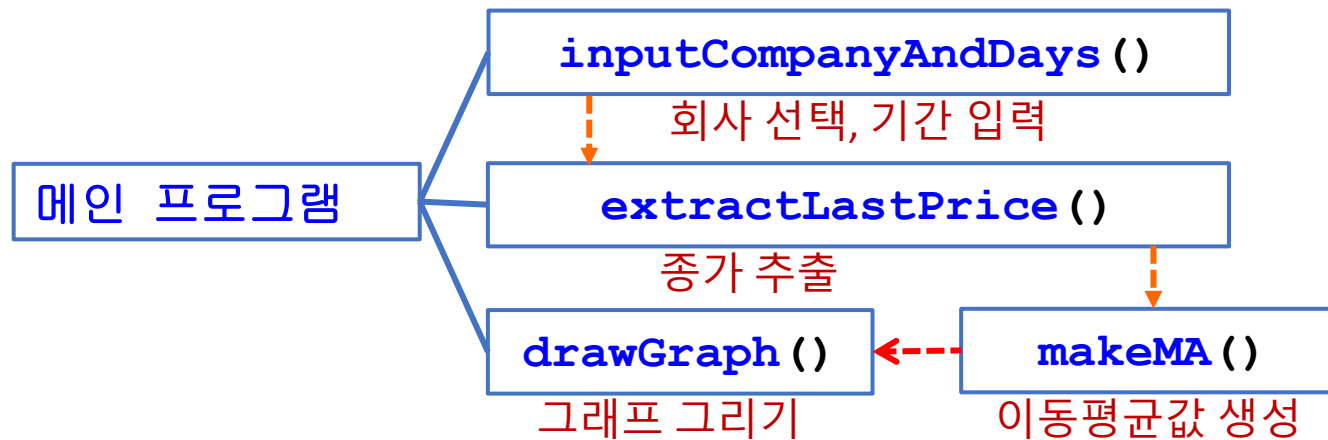 inputCompanyAndDays()
회사 선택, 기간 입력
메인 프로그램
extractLastPrice()
종가 추출
drawGraph()
makeMA()
그래프 그리기
이동평균값 생성